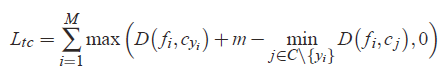 $L_{tc} = \sum_{i=1}^{M} \max \left( D(f_i, c_{y_i}) + m - \min_{j \in C \setminus \{y_i\}} D(f_i, c_j), 0 \right)$